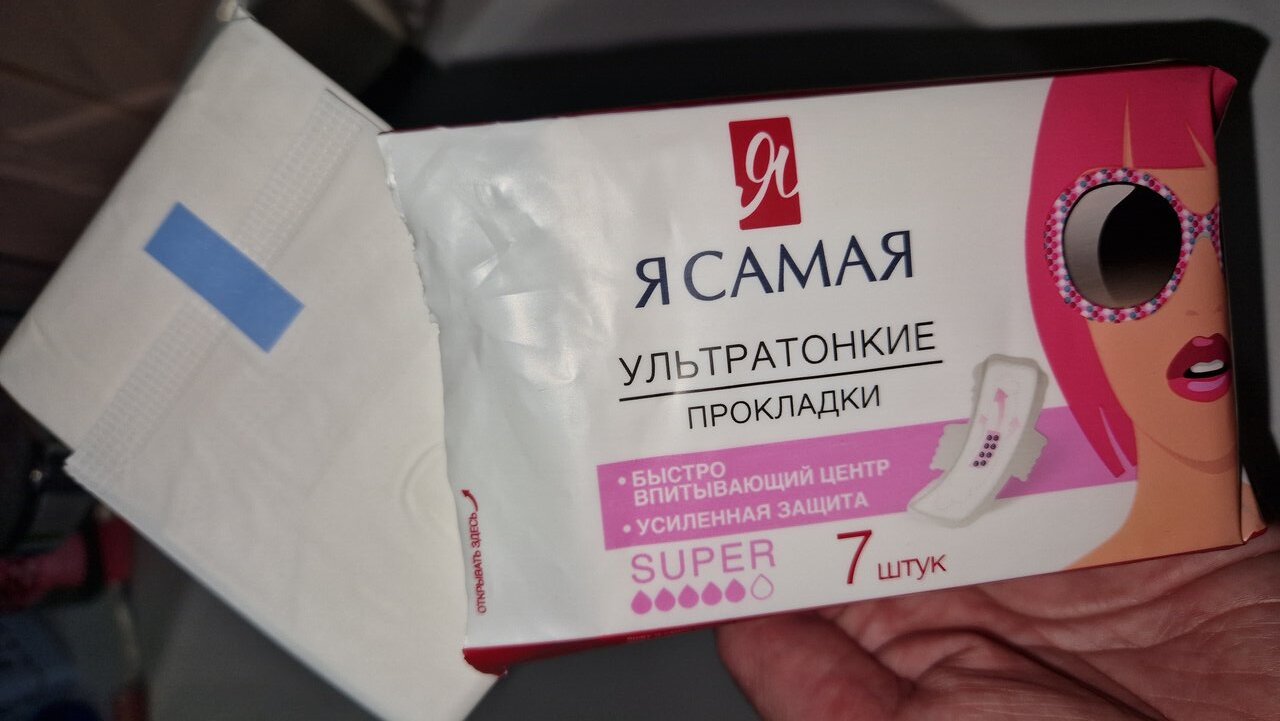 Я
Я САМАЯ
УЛЬТРАТОНКИЕ
ПРОКЛАДКИ
• БЫСТРО
ВПИТЫВАЮЩИЙ ЦЕНТР
• УСИЛЕННАЯ ЗАЩИТА
SUPER
7 штук
ОТКРЫВАТЬ ЗДЕСЬ